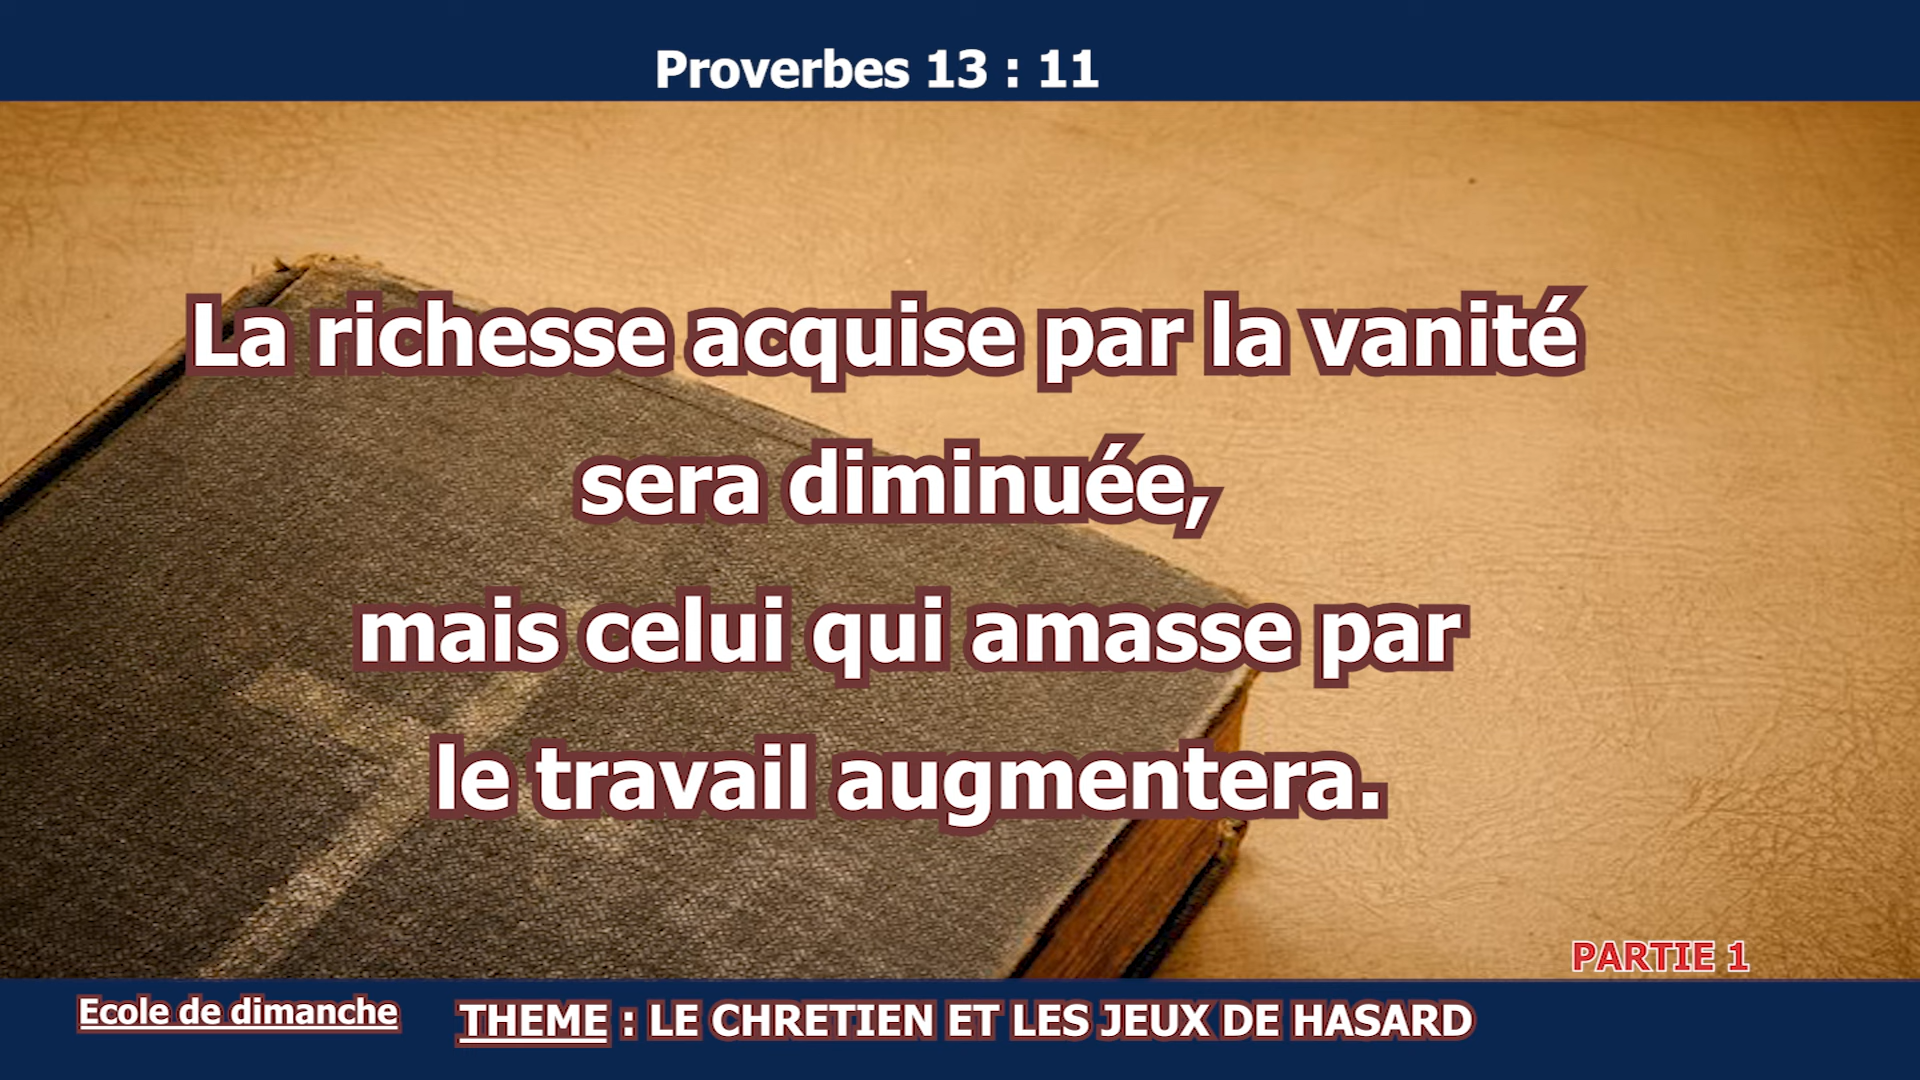 Proverbes 13 : 11
La richesse acquise par la vanité
sera diminuée,
mais celui qui amasse par
le travail augmentera.
PARTIE 1
Ecole de dimanche
THEME : LE CHRETIEN ET LES JEUX DE HASARD